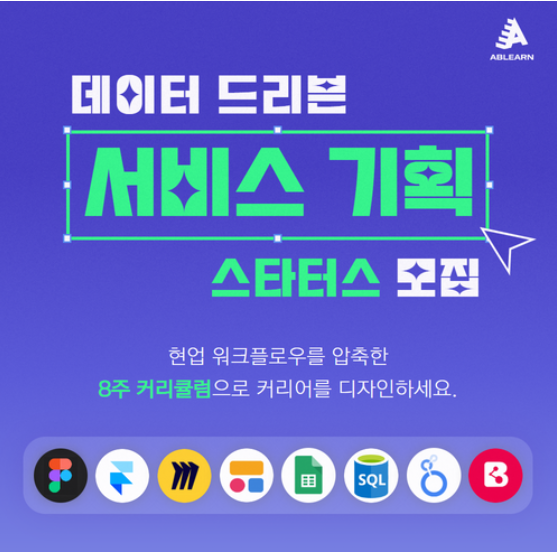 ABLEARN
데이터 드리븐
서비스 기획
스타터스 모집
현업 워크플로우를 압축한
8주 커리큘럼으로 커리어를 디자인하세요.
SQL